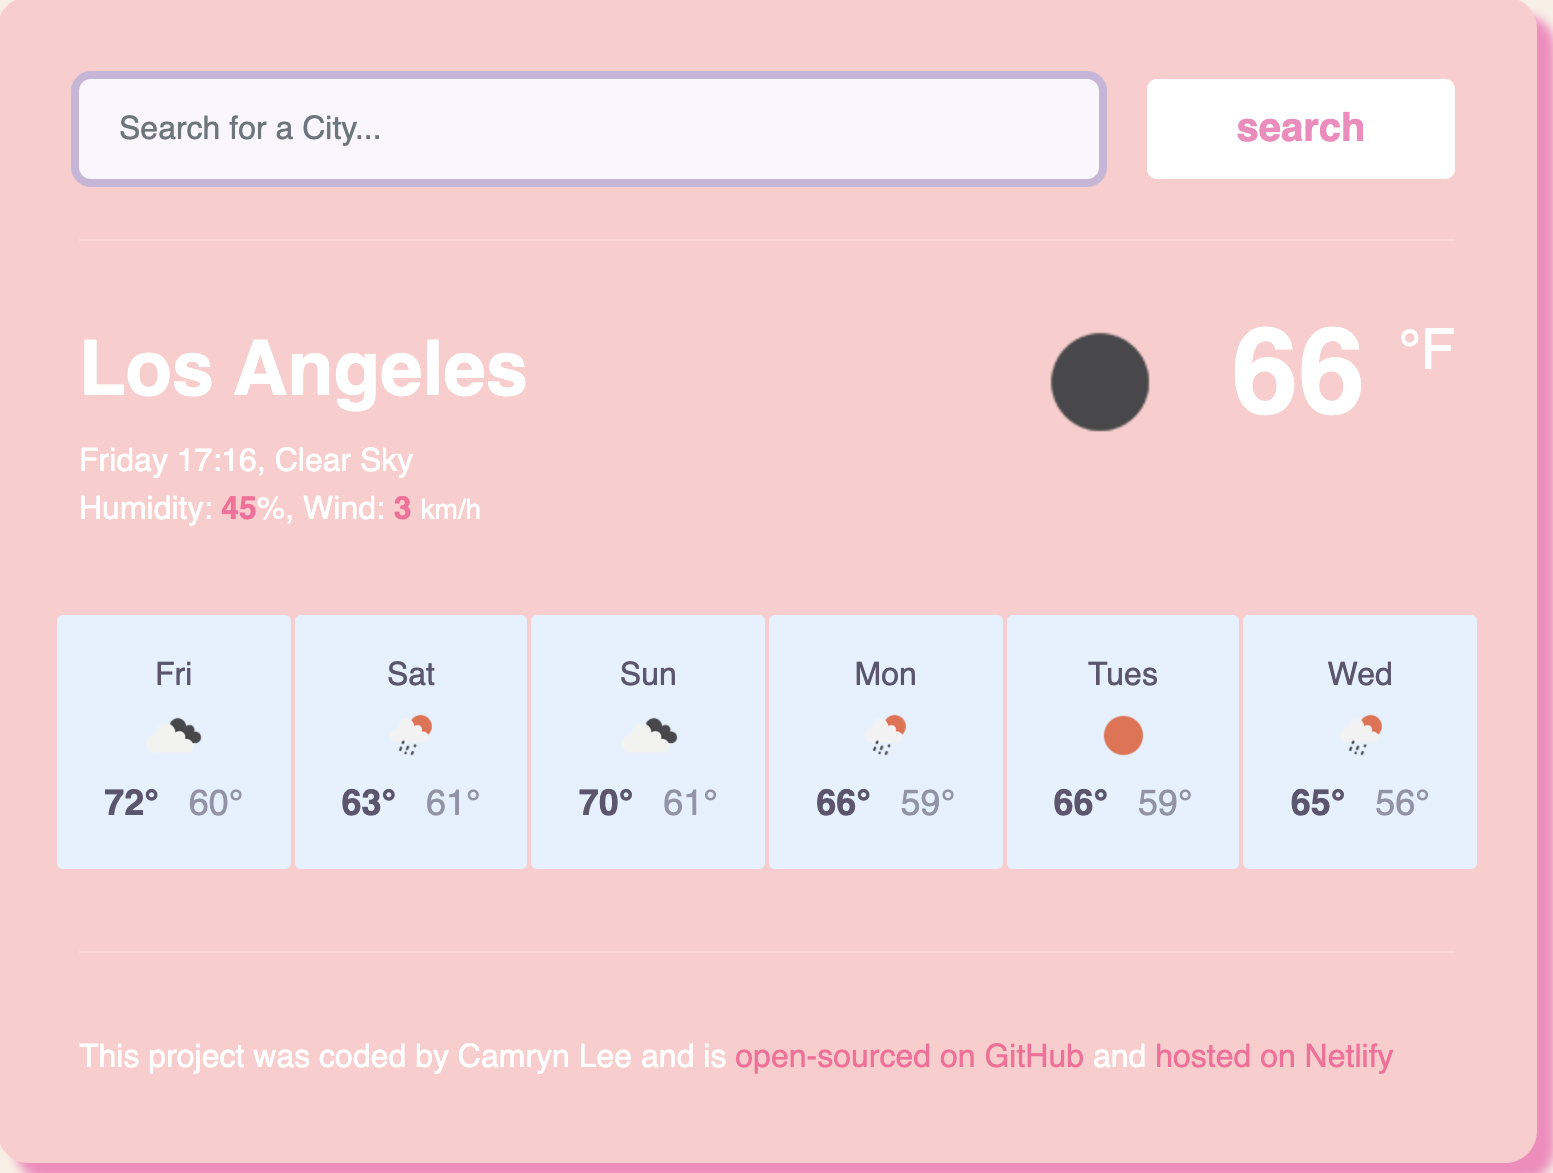 Search for a City...
search
Los Angeles
66 °F
Friday 17:16, Clear Sky
Humidity: 45%, Wind: 3 km/h
Fri
Sat
Sun
Mon
Tues
Wed
72° 60°
63° 61°
70° 61°
66° 59°
66° 59°
65° 56°
This project was coded by Camryn Lee and is open-sourced on GitHub and hosted on Netlify